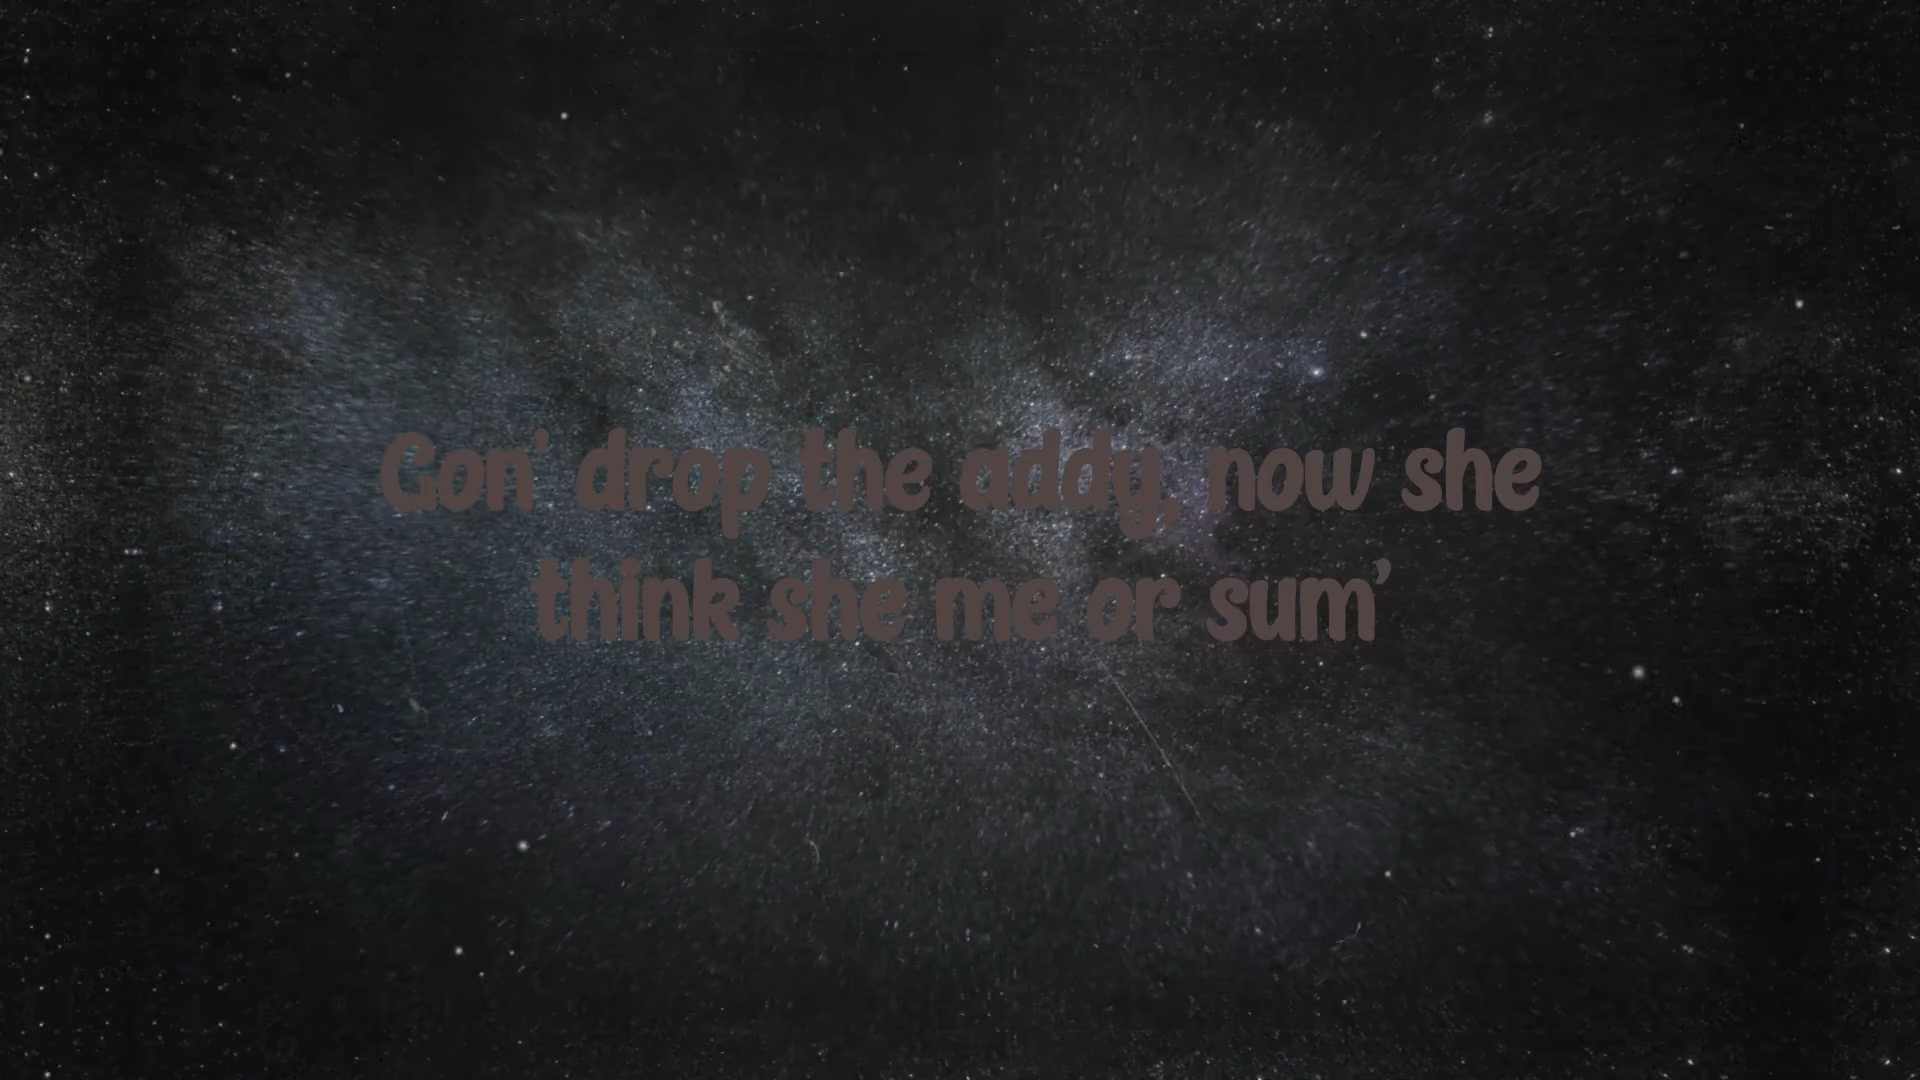 Gon’ drop the addy, now she
think she me or sum’